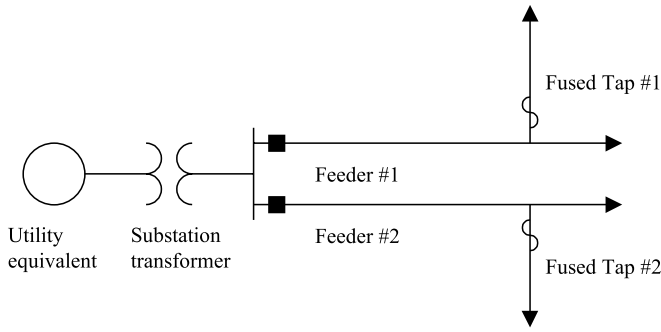 Fused Tap #1
Feeder #1
Utility
equivalent
Substation
transformer
Feeder #2
Fused Tap #2